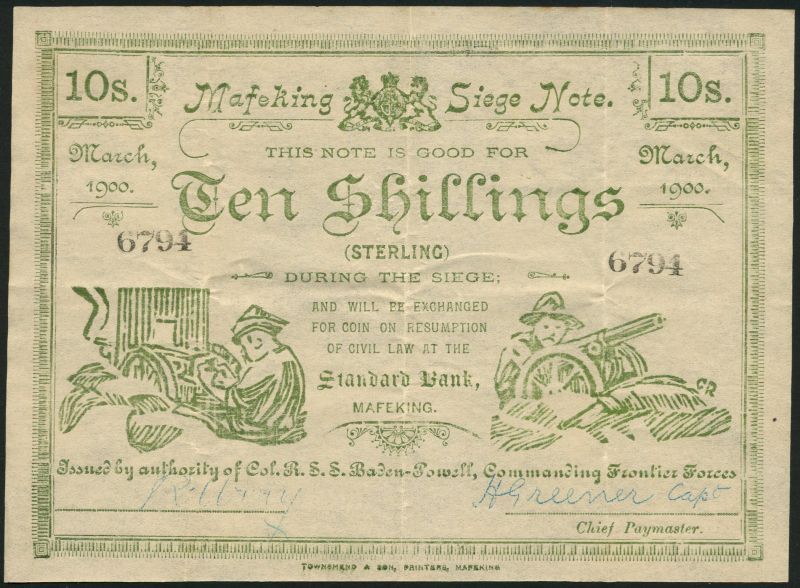 10s. Mafeking Siege Note. 10s.
March, 1900.
THIS NOTE IS GOOD FOR
March, 1900.
Ten Shillings
6794
(STERLING)
6794
DURING THE SIEGE;
AND WILL BE EXCHANGED
FOR COIN ON RESUMPTION
OF CIVIL LAW AT THE
Standard Bank,
MAFEKING.
CR
Issued by authority of Col. R. S. S. Baden-Powell, Commanding Frontier Forces
H Greener Capt
Chief Paymaster.
TOWNSHEND & SON, PRINTERS, MAFEKING